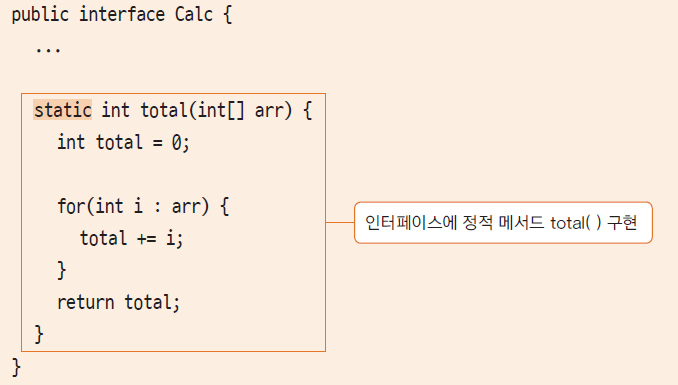 public interface Calc {
...
static int total(int[] arr) {
int total = 0;
for(int i : arr) {
total += i;
}
return total;
}
}
인터페이스에 정적 메서드 total( ) 구현